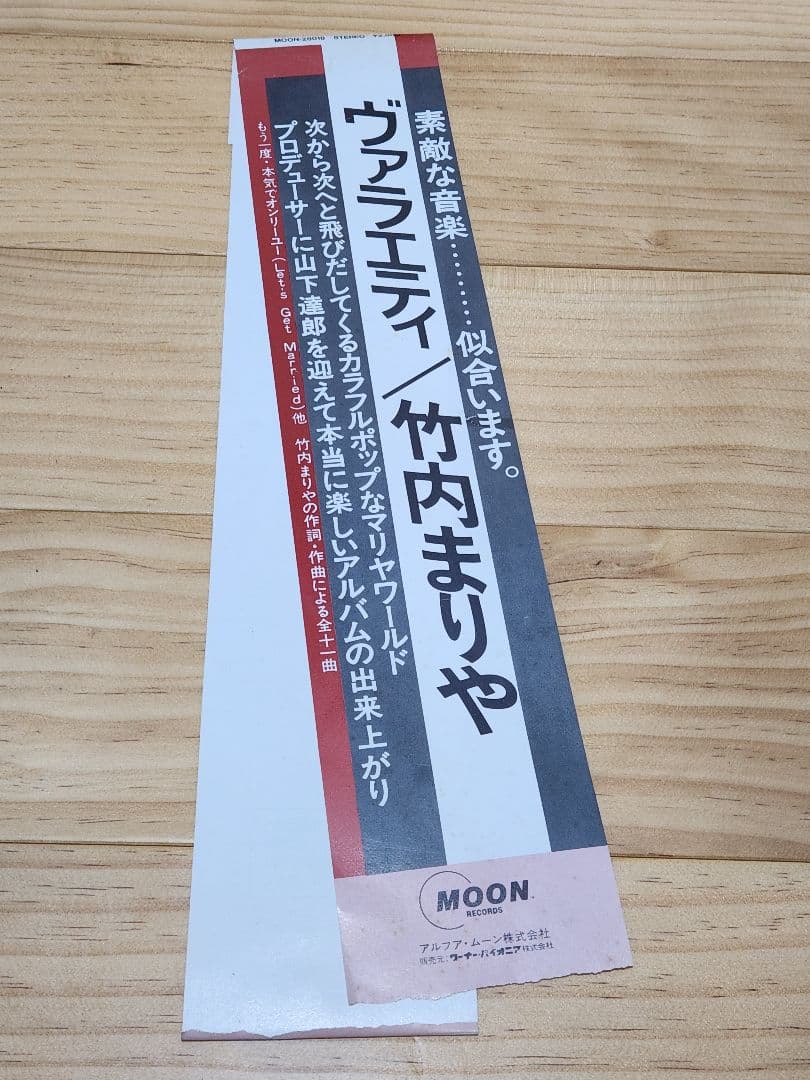 MOON-28018 STEREO
素敵な音楽………似合います。
ヴァラエティ／竹内まりや
次から次へと飛びだしてくるカラフルポップなマリヤワールド
プロデューサーに山下達郎を迎えて本当に楽しいアルバムの出来上がり
もう一度・本気でオンリーユー(Let's Get Married)他 竹内まりやの作詞・作曲による全十一曲
MOON
RECORDS
アルファ・ムーン株式会社
販売元:ワーナー・パイオニア株式会社